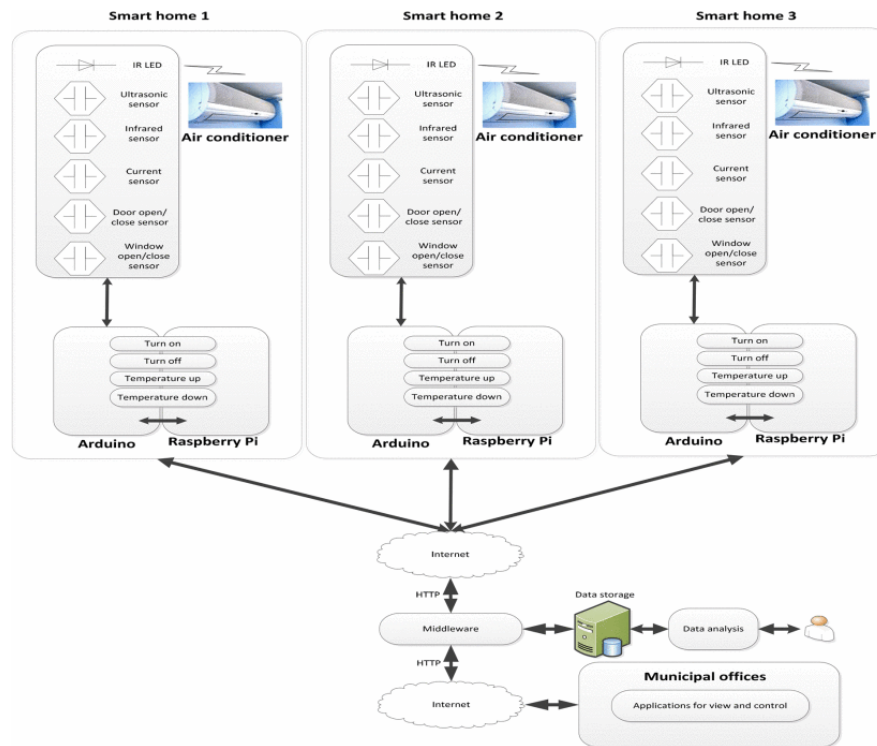 Smart home 1
IR LED
Ultrasonic
sensor
Infrared
sensor
Air conditioner
Current
sensor
Door open/
close sensor
Window
open/close
sensor
Turn on
Turn off
Temperature up
Temperature down
Arduino
Raspberry Pi
Smart home 2
IR LED
Ultrasonic
sensor
Infrared
sensor
Air conditioner
Current
sensor
Door open/
close sensor
Window
open/close
sensor
Turn on
Turn off
Temperature up
Temperature down
Arduino
Raspberry Pi
Smart home 3
IR LED
Ultrasonic
sensor
Infrared
sensor
Air conditioner
Current
sensor
Door open/
close sensor
Window
open/close
sensor
Turn on
Turn off
Temperature up
Temperature down
Arduino
Raspberry Pi
Internet
HTTP
Data storage
Middleware
Data analysis
HTTP
Municipal offices
Internet
Applications for view and control